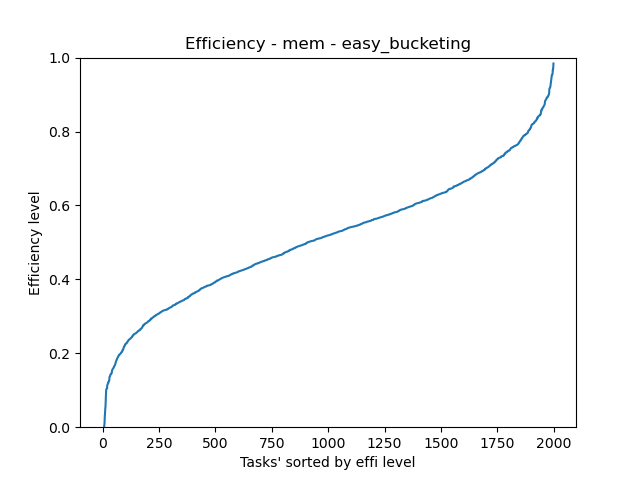 Efficiency - mem - easy_bucketing
1.0
0.8
0.6
0.4
0.2
0.0
Efficiency level
0 250 500 750 1000 1250 1500 1750 2000
Tasks' sorted by effi level